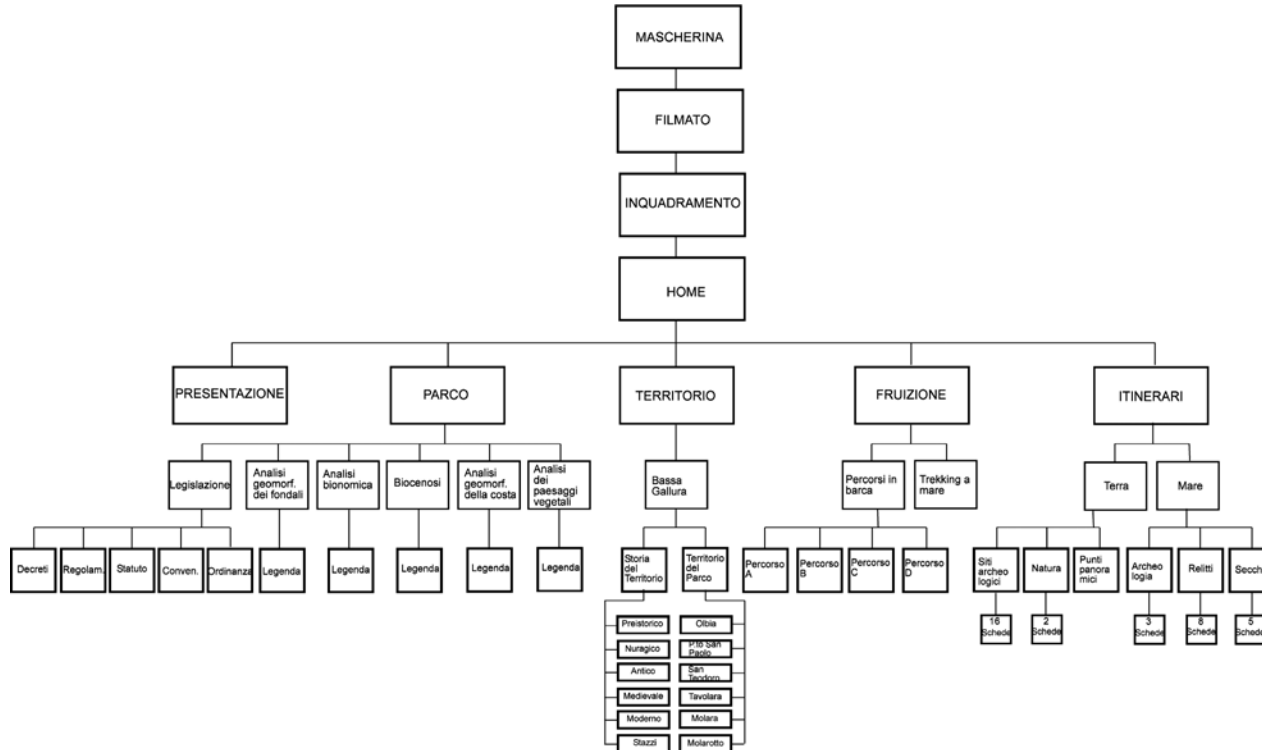 MASCHERINA
FILMATO
INQUADRAMENTO
HOME
PRESENTAZIONE
PARCO
TERRITORIO
FRUIZIONE
ITINERARI
Legislazione
Analisi
geomorf.
dei fondali
Analisi
bionomica
Biocenosi
Analisi
geomorf.
della costa
Analisi
dei
paesaggi
vegetali
Bassa
Gallura
Percorsi in
barca
Trekking a
mare
Terra
Mare
Decreti
Regolam.
Statuto
Conven.
Ordinanza
Legenda
Legenda
Legenda
Legenda
Legenda
Storia
del
Territorio
Territorio
del
Parco
Percorso
A
Percorso
B
Percorso
C
Percorso
D
Siti
archeo
logici
Natura
Punti
panora
mici
Archeo
logia
Relitti
Secch
16
Schede
2
Schede
3
Schede
8
Schede
5
Schede
Preistorico
Nuragico
Antico
Medievale
Moderno
Stazzi
Olbia
P.to San
Paolo
San
Teodoro
Tavolara
Molara
Molarotto